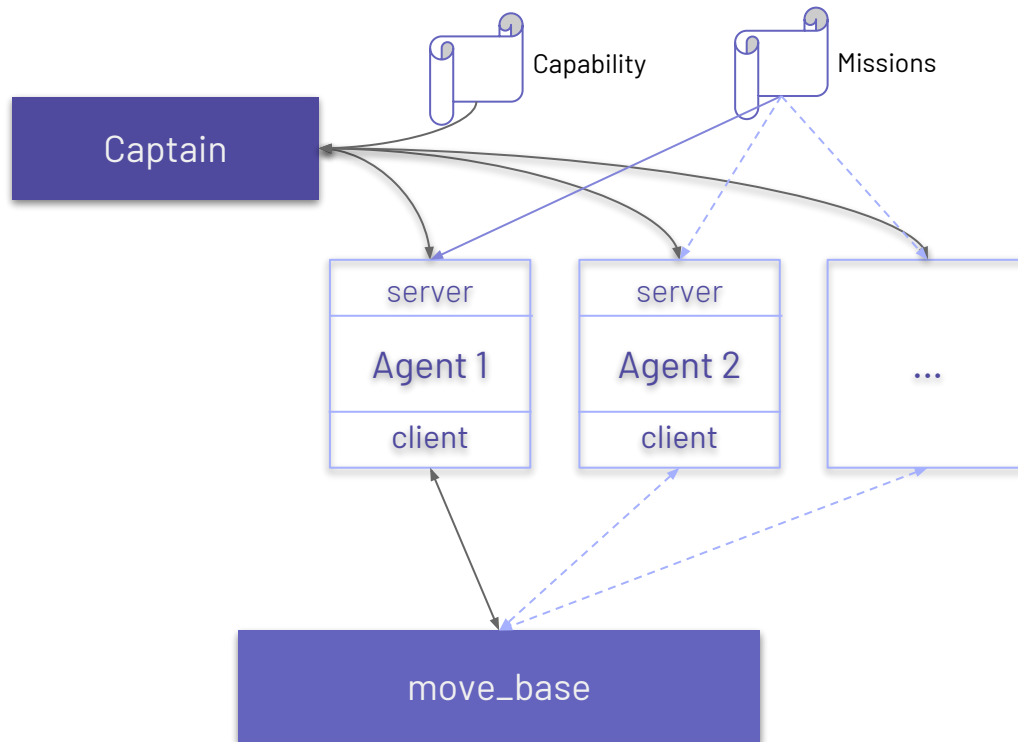 Capability
Missions
Captain
server
server
Agent 1
Agent 2
...
client
client
move_base